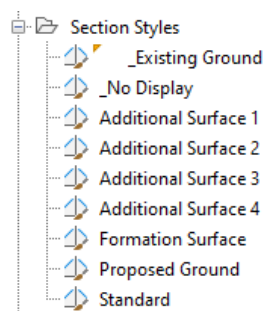 Section Styles
_Existing Ground
_No Display
Additional Surface 1
Additional Surface 2
Additional Surface 3
Additional Surface 4
Formation Surface
Proposed Ground
Standard